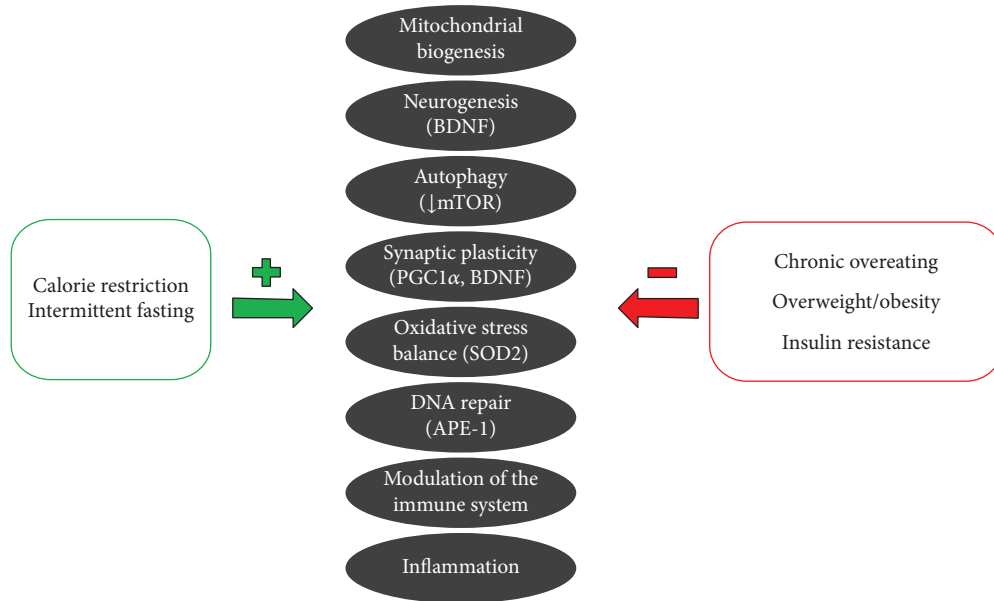 Mitochondrial
biogenesis
Neurogenesis
(BDNF)
Autophagy
(↓mTOR)
Synaptic plasticity
(PGC1α, BDNF)
Oxidative stress
balance (SOD2)
DNA repair
(APE-1)
Modulation of the
immune system
Inflammation
Calorie restriction
Intermittent fasting
Chronic overeating
Overweight/obesity
Insulin resistance